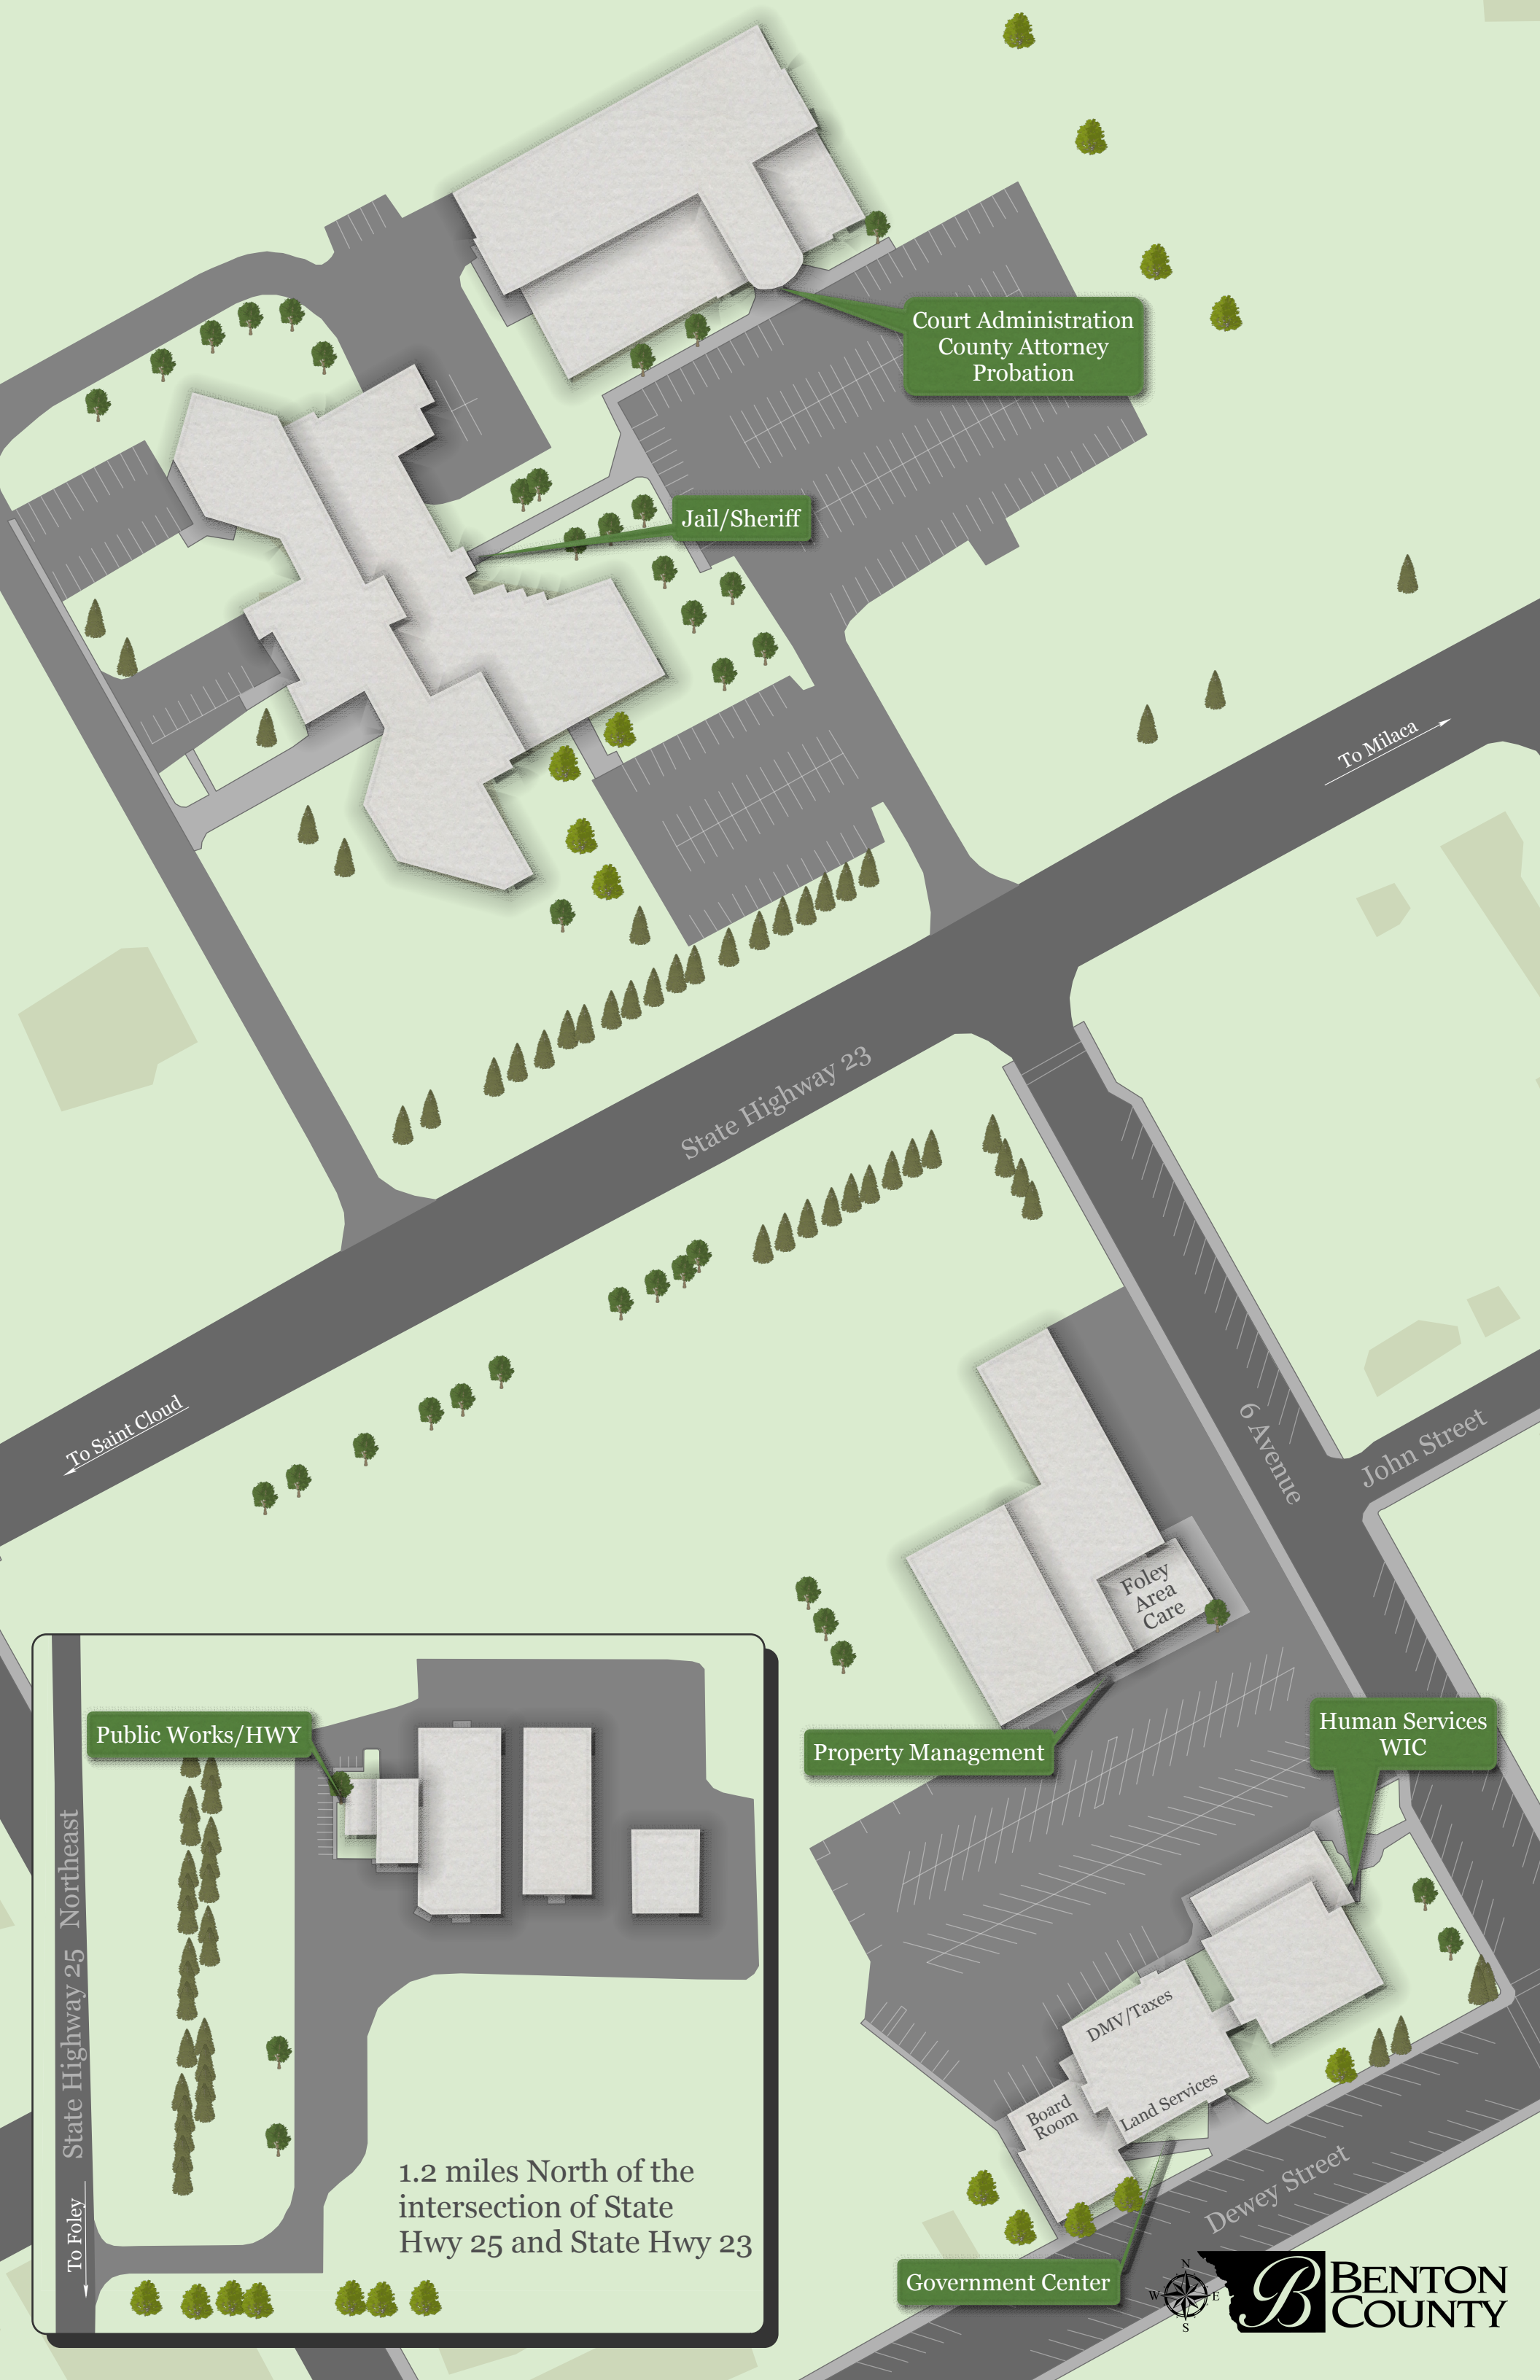 Court Administration
County Attorney
Probation
Jail/Sheriff
To Milaca
State Highway 23
To Saint Cloud
6 Avenue
John Street
Foley
Area
Care
Property Management
Human Services
WIC
Public Works/HWY
State Highway 25 Northeast
To Foley
1.2 miles North of the
intersection of State
Hwy 25 and State Hwy 23
DMV/Taxes
Land Services
Board
Room
Dewey Street
Government Center
N
W E
S
B BENTON
COUNTY